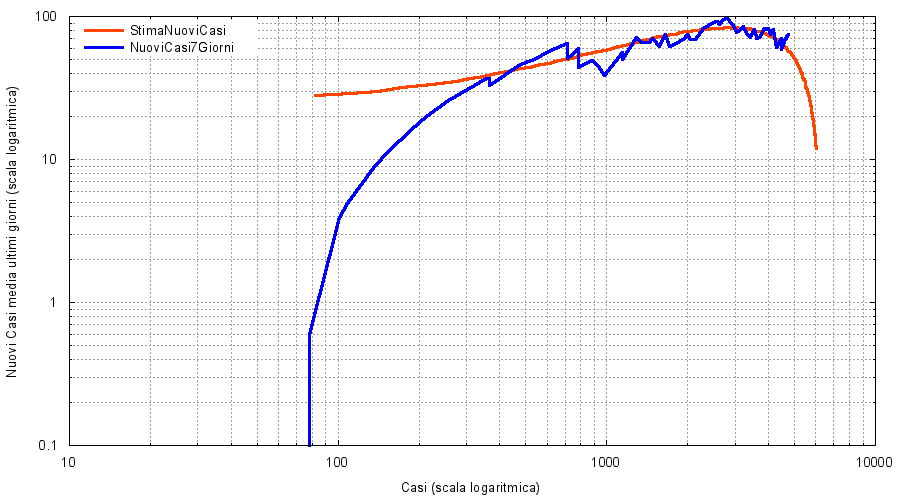 StimaNuoviCasi
NuoviCasi7Giorni
Nuovi Casi media ultimi giorni (scala logaritmica)
100
10
1
0.1
10
100
1000
10000
Casi (scala logaritmica)